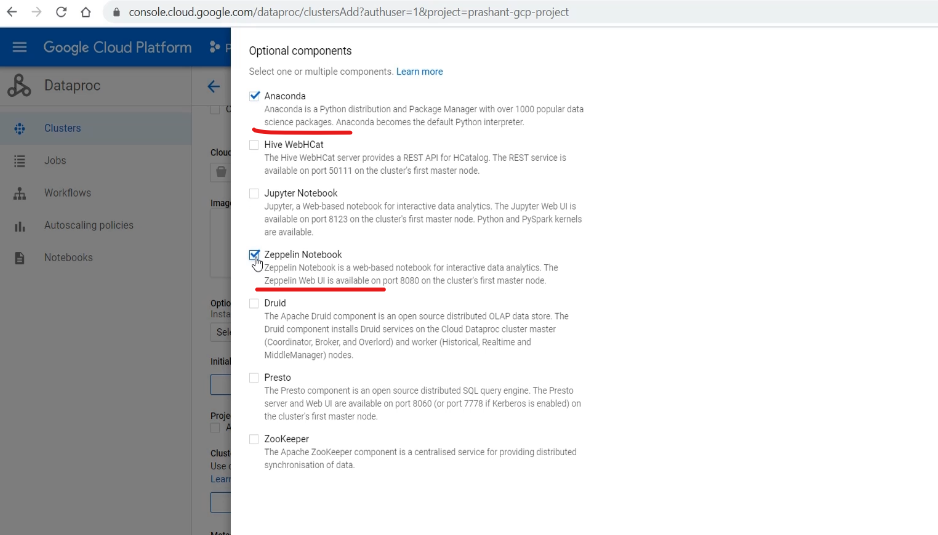 console.cloud.google.com/dataproc/clustersAdd?authuser=1&project=prashant-gcp-project
Google Cloud Platform
Dataproc
Clusters
Jobs
Workflows
Autoscaling policies
Notebooks
Optional components
Select one or multiple components. Learn more
Anaconda
Anaconda is a Python distribution and Package Manager with over 1000 popular data
science packages. Anaconda becomes the default Python interpreter.
Hive WebHCat
The Hive WebHCat server provides a REST API for HCatalog. The REST service is
available on port 50111 on the cluster's first master node.
Jupyter Notebook
Jupyter, a Web-based notebook for interactive data analytics. The Jupyter Web UI is
available on port 8123 on the cluster's first master node. Python and PySpark kernels
are available.
Zeppelin Notebook
Zeppelin Notebook is a web-based notebook for interactive data analytics. The
Zeppelin Web UI is available on port 8080 on the cluster's first master node.
Druid
The Apache Druid component is an open source distributed OLAP data store. The
Druid component installs Druid services on the Cloud Dataproc cluster master
(Coordinator, Broker, and Overlord) and worker (Historical, Realtime and
MiddleManager) nodes.
Presto
The Presto component is an open source distributed SQL query engine. The Presto
server and Web UI are available on port 8060 (or port 7778 if Kerberos is enabled) on
the cluster's first master node.
ZooKeeper
The Apache ZooKeeper component is a centralised service for providing distributed
synchronisation of data.